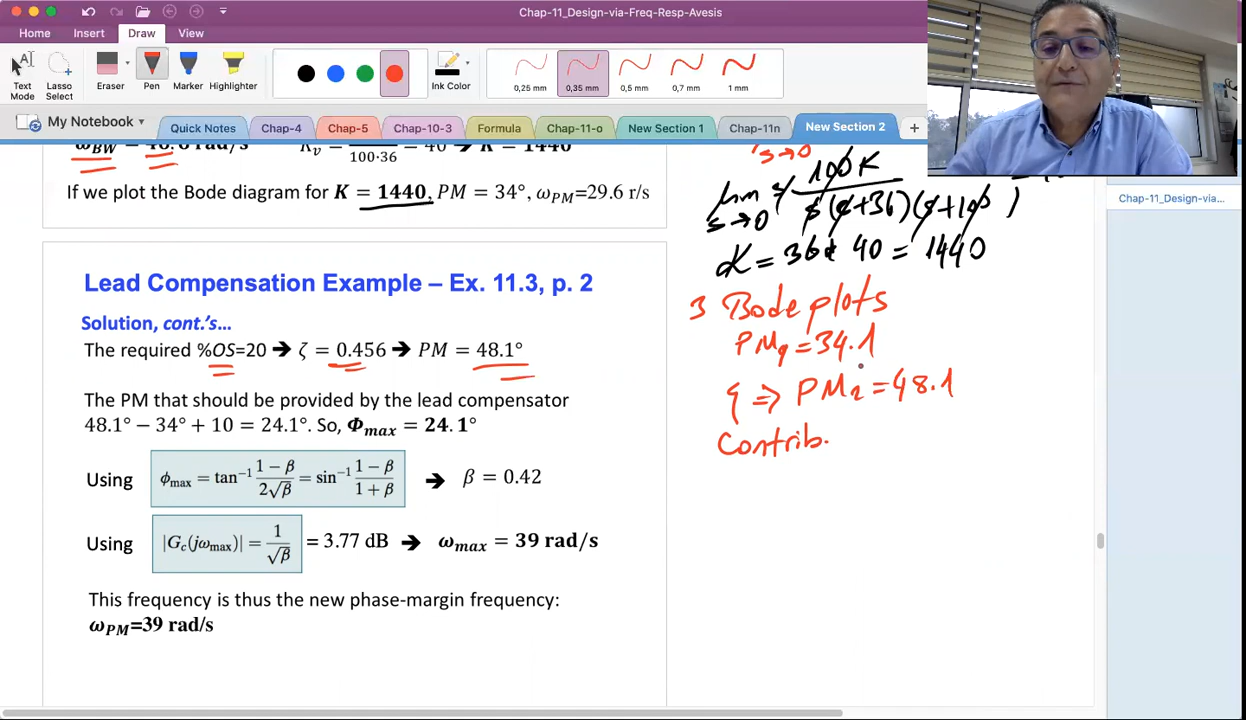 Chap-11_Design-via-Freq-Resp-Avesis
Home Insert Draw View
Text Mode Lasso Select Eraser Pen Marker Highlighter Ink Color 0,25 mm 0,35 mm 0,5 mm 0,7 mm 1 mm
My Notebook Quick Notes Chap-4 Chap-5 Chap-10-3 Formula Chap-11-o New Section 1 Chap-11n New Section 2 +
Chap-11_Design-via...
100·36
If we plot the Bode diagram for K = 1440, PM = 34°, ωPM=29.6 r/s
Lead Compensation Example – Ex. 11.3, p. 2
Solution, cont.'s…
The required %OS=20 → ζ = 0.456 → PM = 48.1°
The PM that should be provided by the lead compensator
48.1° − 34° + 10 = 24.1°. So, Φmax = 24.1°
Using ϕmax = tan⁻¹ (1 − β)/(2√β) = sin⁻¹ (1 − β)/(1 + β) → β = 0.42
Using |Gc(jωmax)| = 1/√β = 3.77 dB → ωmax = 39 rad/s
This frequency is thus the new phase-margin frequency:
ωPM=39 rad/s
s→0
100K
lim s
s→0 s(s+36)(s+100)
K = 36* 40 = 1440
3 Bode plots
= 34.1
ζ ⇒ PM2 = 48.1
Contrib.